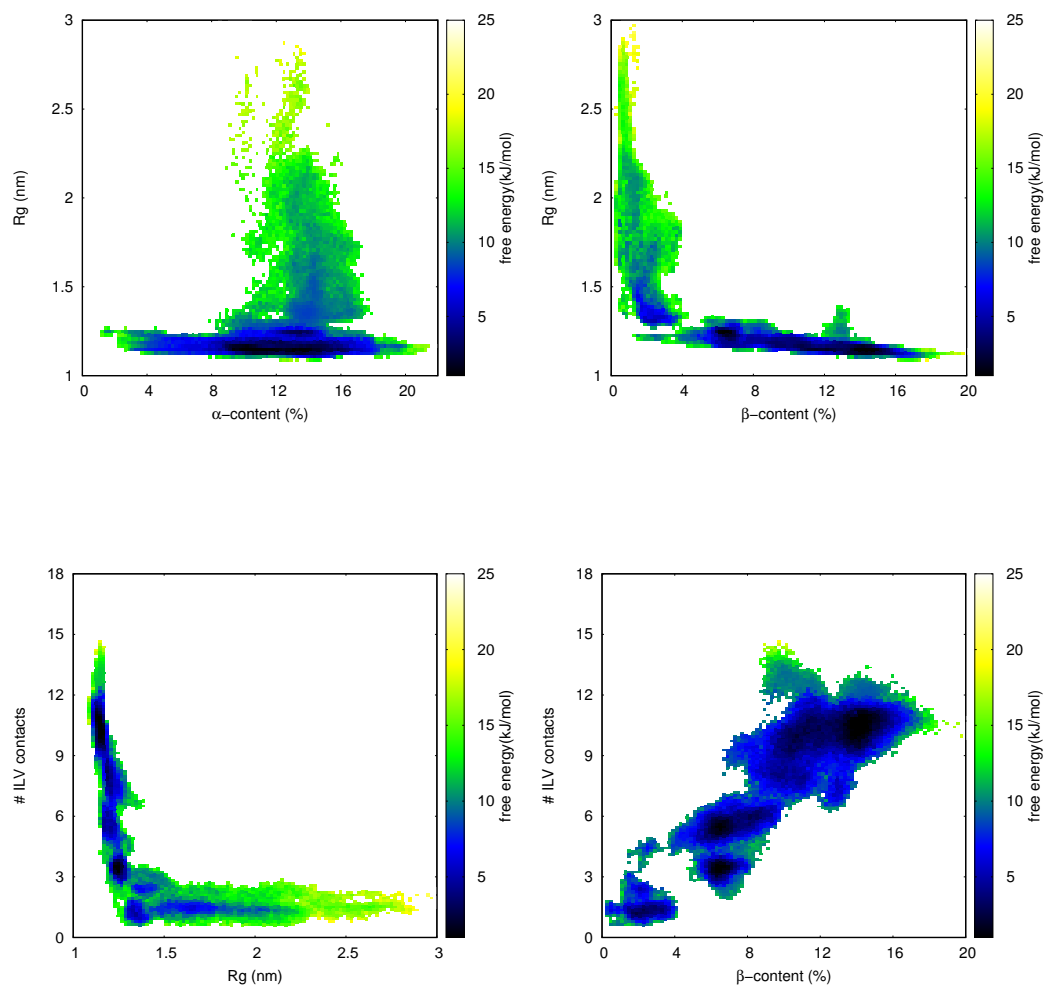 3
2.5
2
1.5
1
Rg (nm)
0 4 8 12 16 20
α−content (%)
25
20
15
10
5
free energy(kJ/mol)
3
2.5
2
1.5
1
Rg (nm)
0 4 8 12 16 20
β−content (%)
25
20
15
10
5
free energy(kJ/mol)
18
15
12
9
6
3
0
# ILV contacts
1 1.5 2 2.5 3
Rg (nm)
25
20
15
10
5
free energy(kJ/mol)
18
15
12
9
6
3
0
# ILV contacts
0 4 8 12 16 20
β−content (%)
25
20
15
10
5
free energy(kJ/mol)